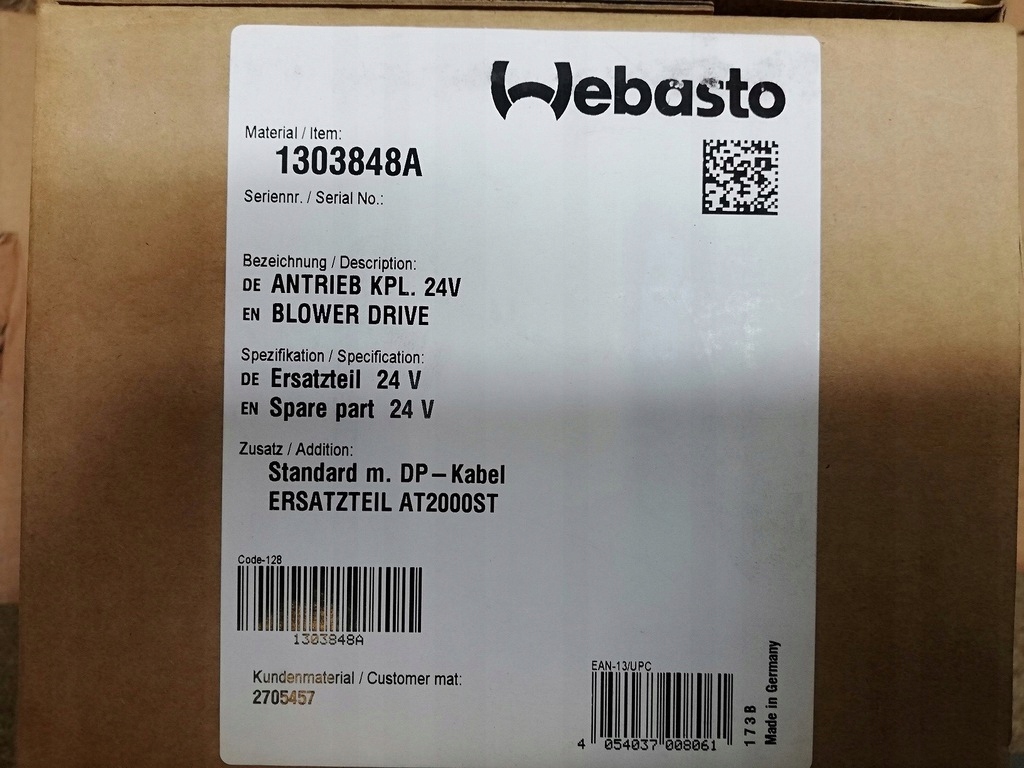 Webasto
Material / Item:
1303848A
Seriennr. / Serial No.:
Bezeichnung / Description:
DE ANTRIEB KPL. 24V
EN BLOWER DRIVE
Spezifikation / Specification:
DE Ersatzteil 24 V
EN Spare part 24 V
Zusatz / Addition:
Standard m. DP-Kabel
ERSATZTEIL AT2000ST
Code-128
1303848A
Kundenmaterial / Customer mat:
2705457
EAN-13/UPC
4 054037 008061
173B
Made in Germany